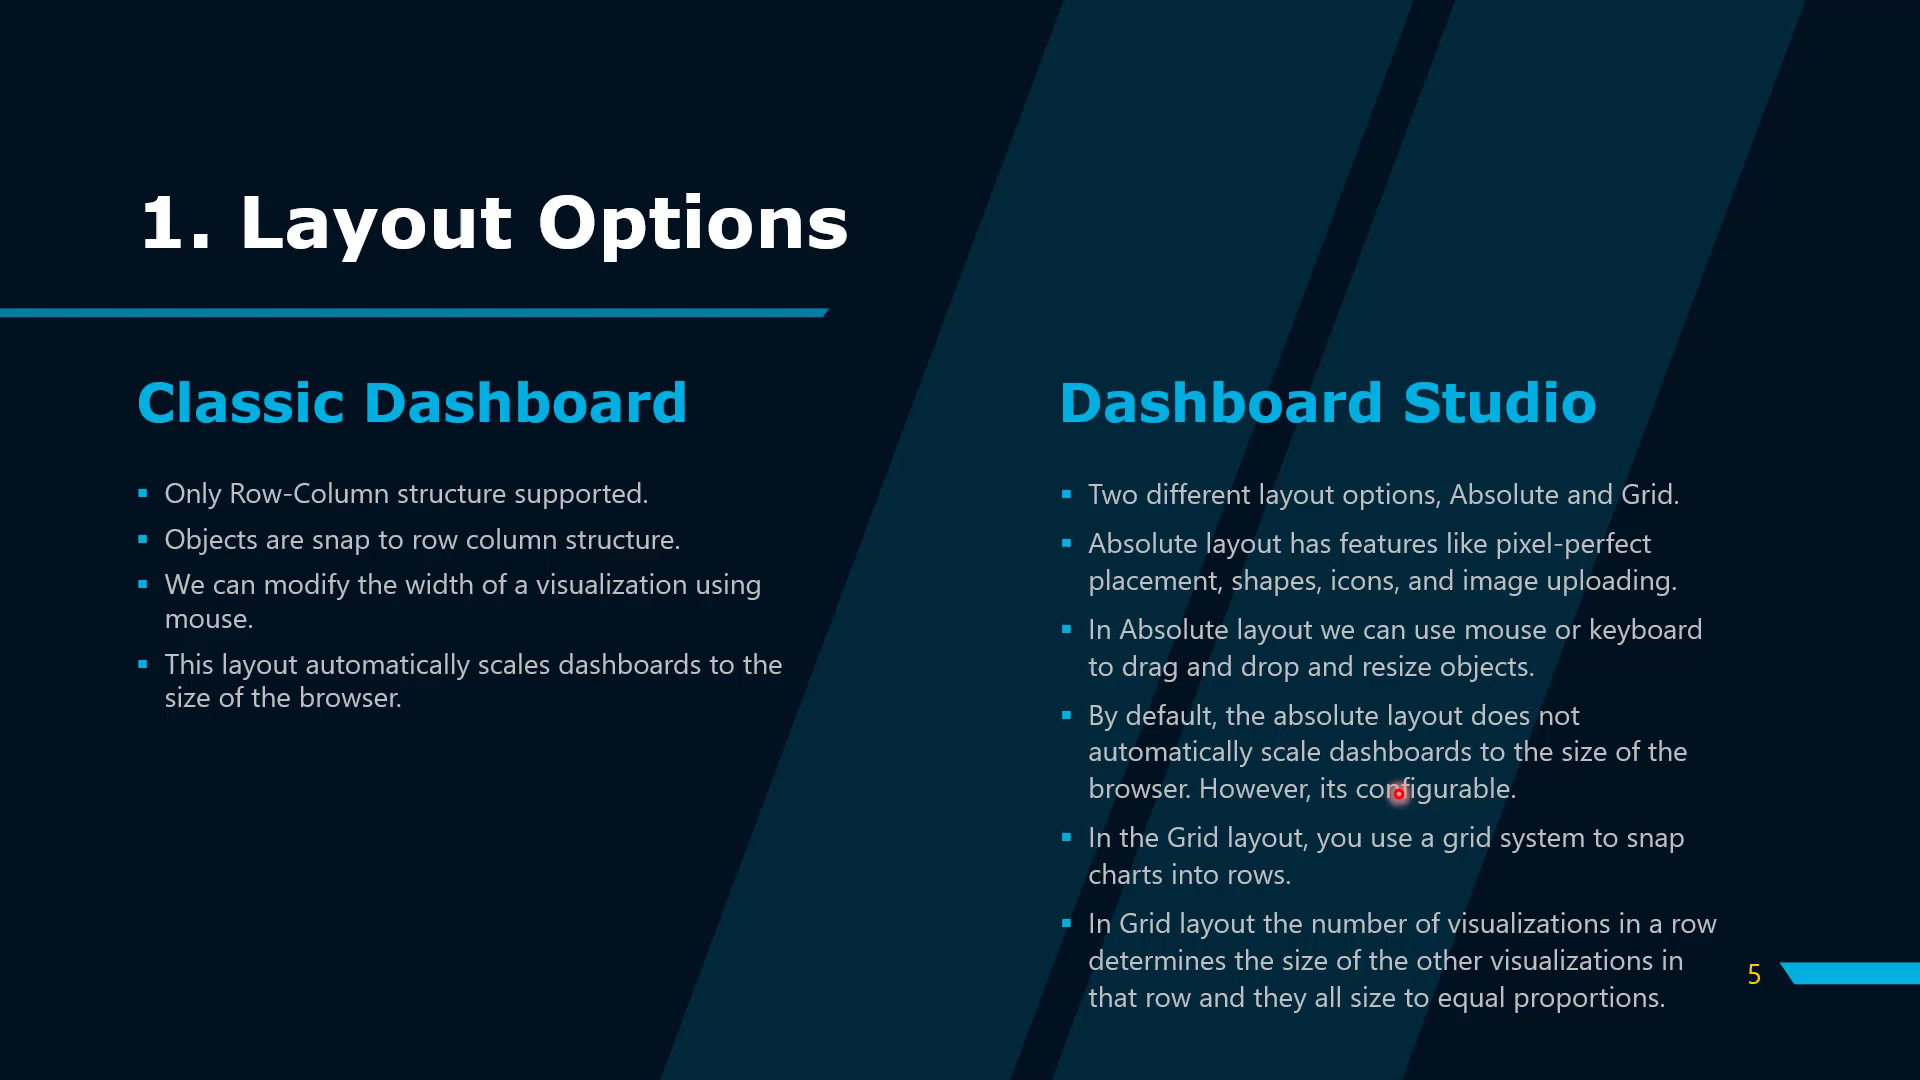 1. Layout Options
Classic Dashboard
Only Row-Column structure supported.
Objects are snap to row column structure.
We can modify the width of a visualization using
mouse.
This layout automatically scales dashboards to the
size of the browser.
Dashboard Studio
Two different layout options, Absolute and Grid.
Absolute layout has features like pixel-perfect
placement, shapes, icons, and image uploading.
In Absolute layout we can use mouse or keyboard
to drag and drop and resize objects.
By default, the absolute layout does not
automatically scale dashboards to the size of the
browser. However, its configurable.
In the Grid layout, you use a grid system to snap
charts into rows.
In Grid layout the number of visualizations in a row
determines the size of the other visualizations in
that row and they all size to equal proportions.
5